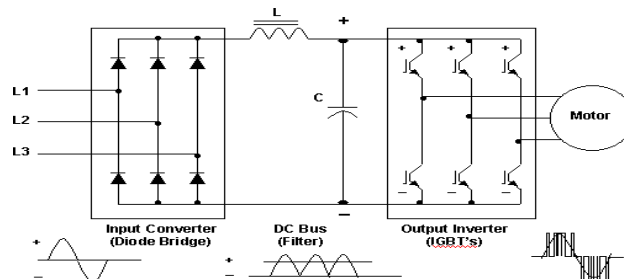 L
+
+
+
+
L1
C
Motor
L2
L3
−
−
−
−
Input Converter
(Diode Bridge)
DC Bus
(Filter)
Output Inverter
(IGBT's)
+
−
+
−